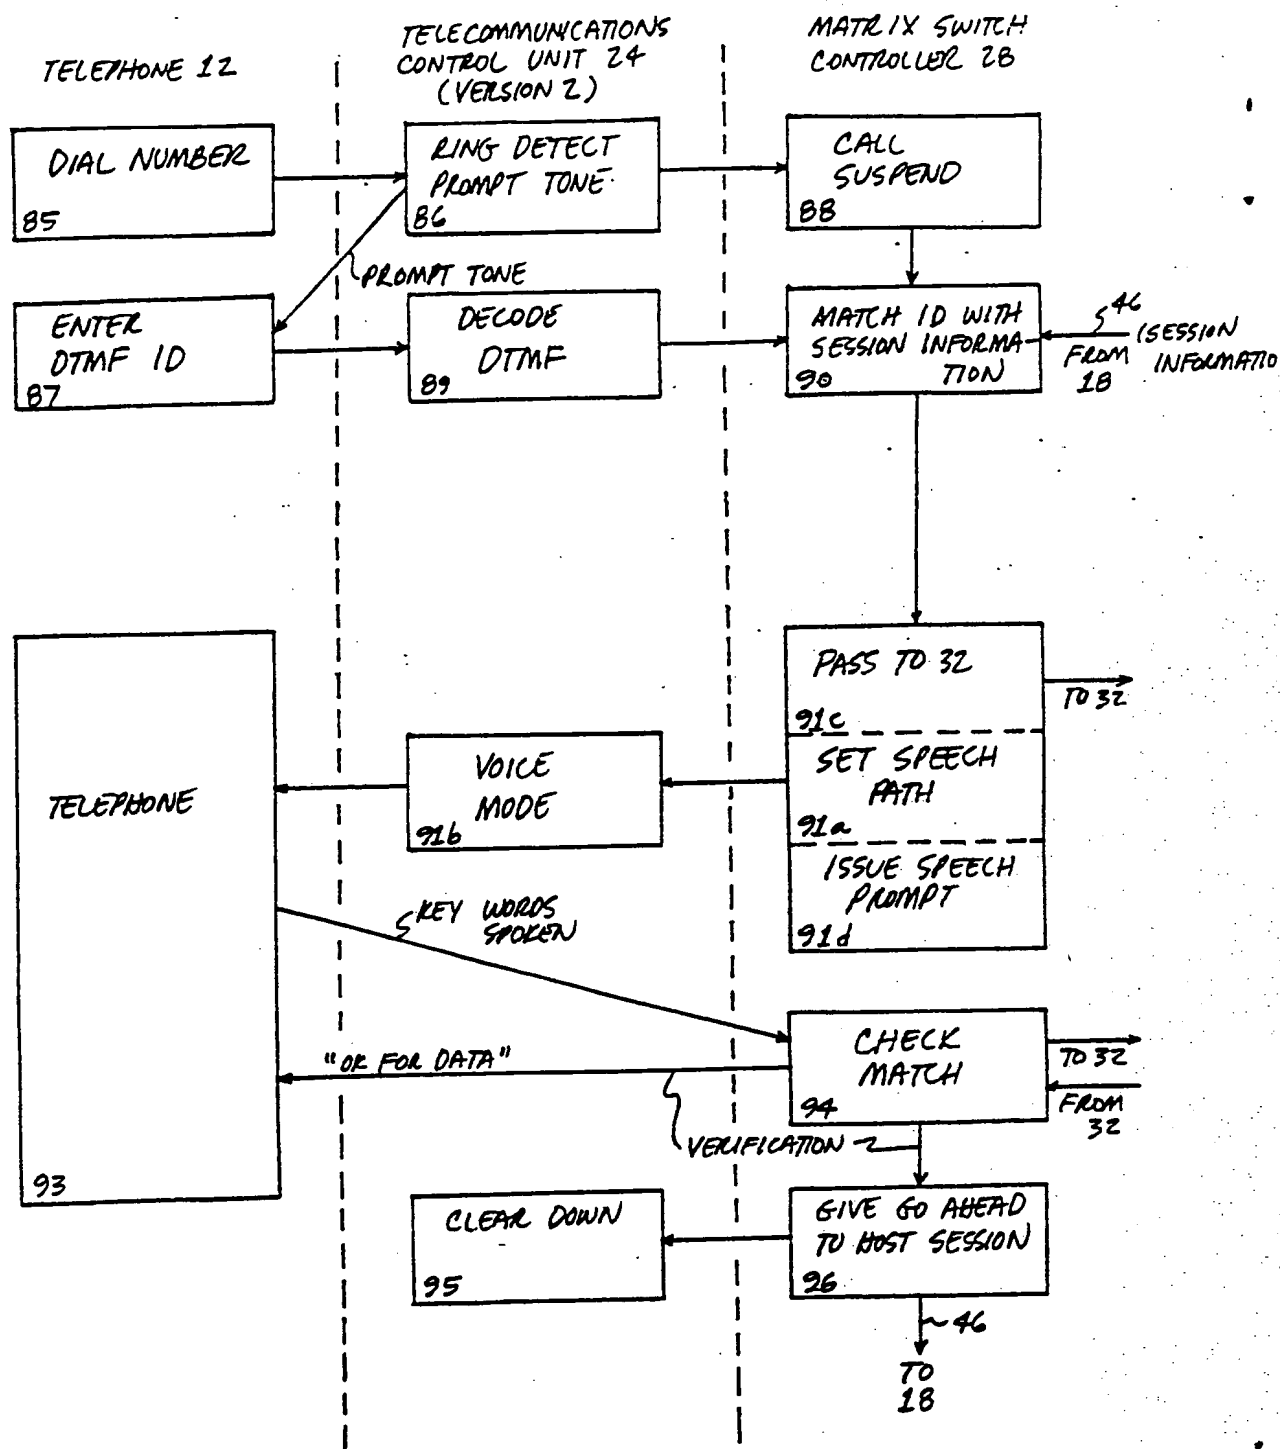 TELEPHONE 12
TELECOMMUNICATIONS
CONTROL UNIT 24
(VERSION 2)
MATRIX SWITCH
CONTROLLER 28
DIAL NUMBER
85
RING DETECT
PROMPT TONE
86
CALL
SUSPEND
88
PROMPT TONE
ENTER
DTMF ID
87
DECODE
DTMF
89
MATCH ID WITH
SESSION INFORMA-
TION
90
46
FROM
18
(SESSION
INFORMATIO
PASS TO 32
91c
TO 32
SET SPEECH
PATH
91a
ISSUE SPEECH
PROMPT
91d
VOICE
MODE
91b
TELEPHONE
93
KEY WORDS
SPOKEN
"OK FOR DATA"
CHECK
MATCH
94
TO 32
FROM
32
VERIFICATION
CLEAR DOWN
95
GIVE GO AHEAD
TO HOST SESSION
96
46
TO
18